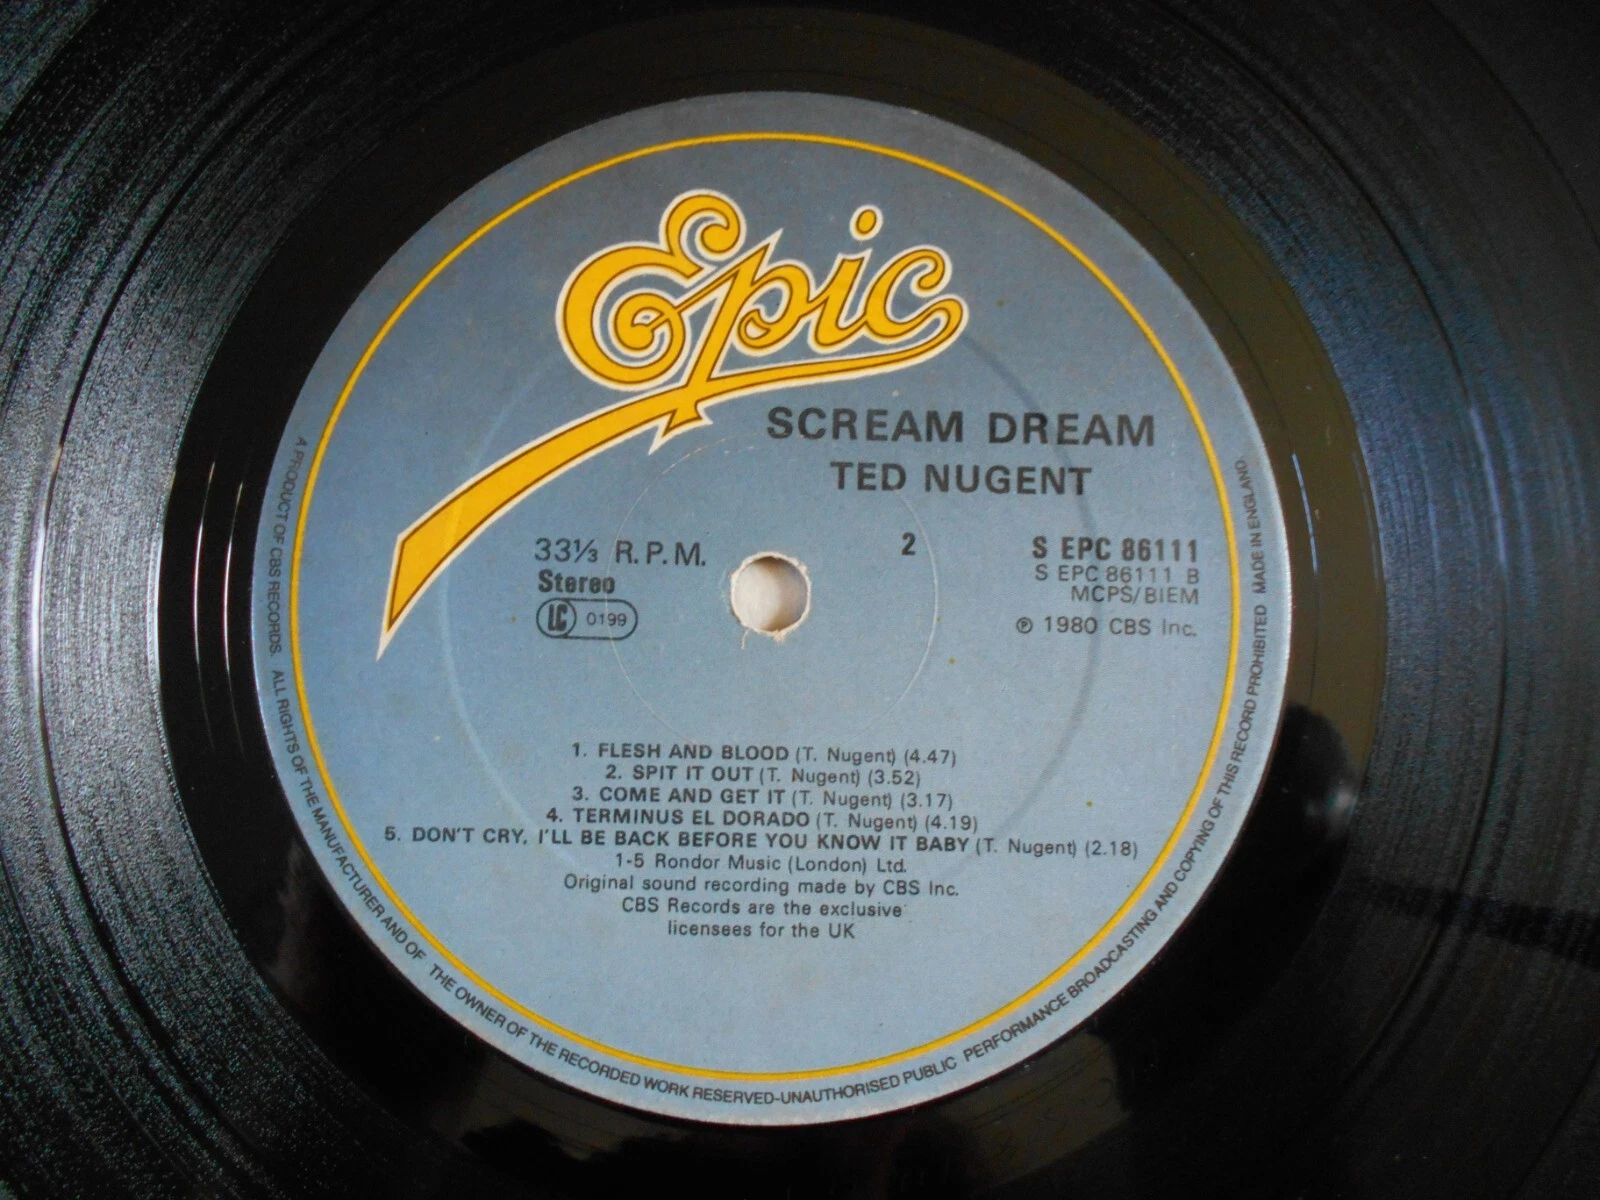 Epic
SCREAM DREAM
TED NUGENT
33⅓ R.P.M.
Stereo
LC 0199
2
S EPC 86111
S EPC 86111 B
MCPS/BIEM
℗ 1980 CBS Inc.
1. FLESH AND BLOOD (T. Nugent) (4.47)
2. SPIT IT OUT (T. Nugent) (3.52)
3. COME AND GET IT (T. Nugent) (3.17)
4. TERMINUS EL DORADO (T. Nugent) (4.19)
5. DON'T CRY, I'LL BE BACK BEFORE YOU KNOW IT BABY (T. Nugent) (2.18)
1-5 Rondor Music (London) Ltd.
Original sound recording made by CBS Inc.
CBS Records are the exclusive
licensees for the UK
A PRODUCT OF CBS RECORDS. ALL RIGHTS OF THE MANUFACTURER AND OF THE OWNER OF THE RECORDED WORK RESERVED-UNAUTHORISED PUBLIC PERFORMANCE BROADCASTING AND COPYING OF THIS RECORD PROHIBITED MADE IN ENGLAND.